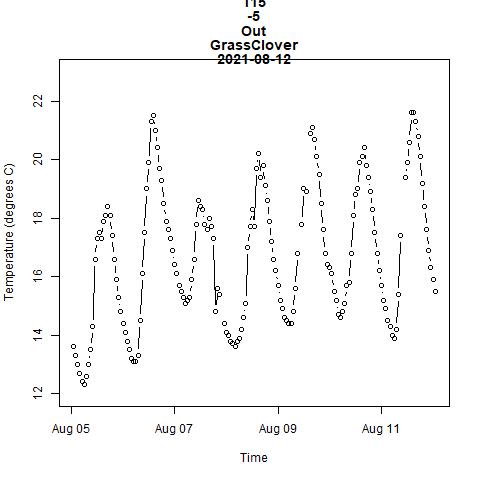 T15
-5
Out
GrassClover
2021-08-12
Temperature (degrees C)
22
20
18
16
14
12
Aug 05
Aug 07
Aug 09
Aug 11
Time